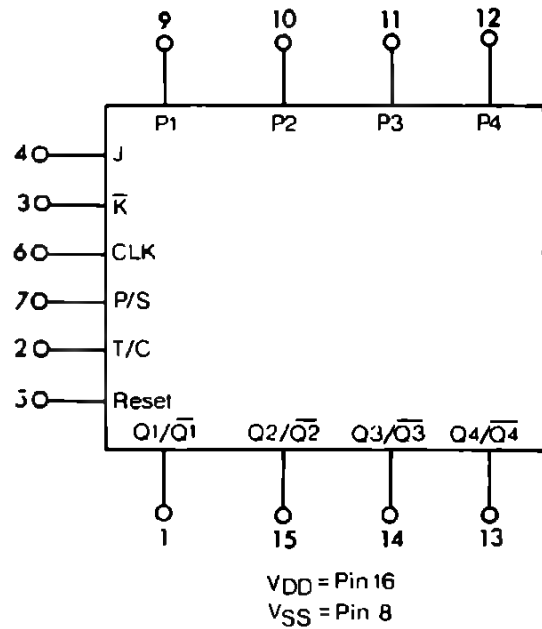 9 10 11 12
P1 P2 P3 P4
4 J
3 K̅
6 CLK
7 P/S
2 T/C
5 Reset
Q1/Q̅1̅ Q2/Q̅2̅ Q3/Q̅3̅ Q4/Q̅4̅
1 15 14 13
VDD = Pin 16
VSS = Pin 8